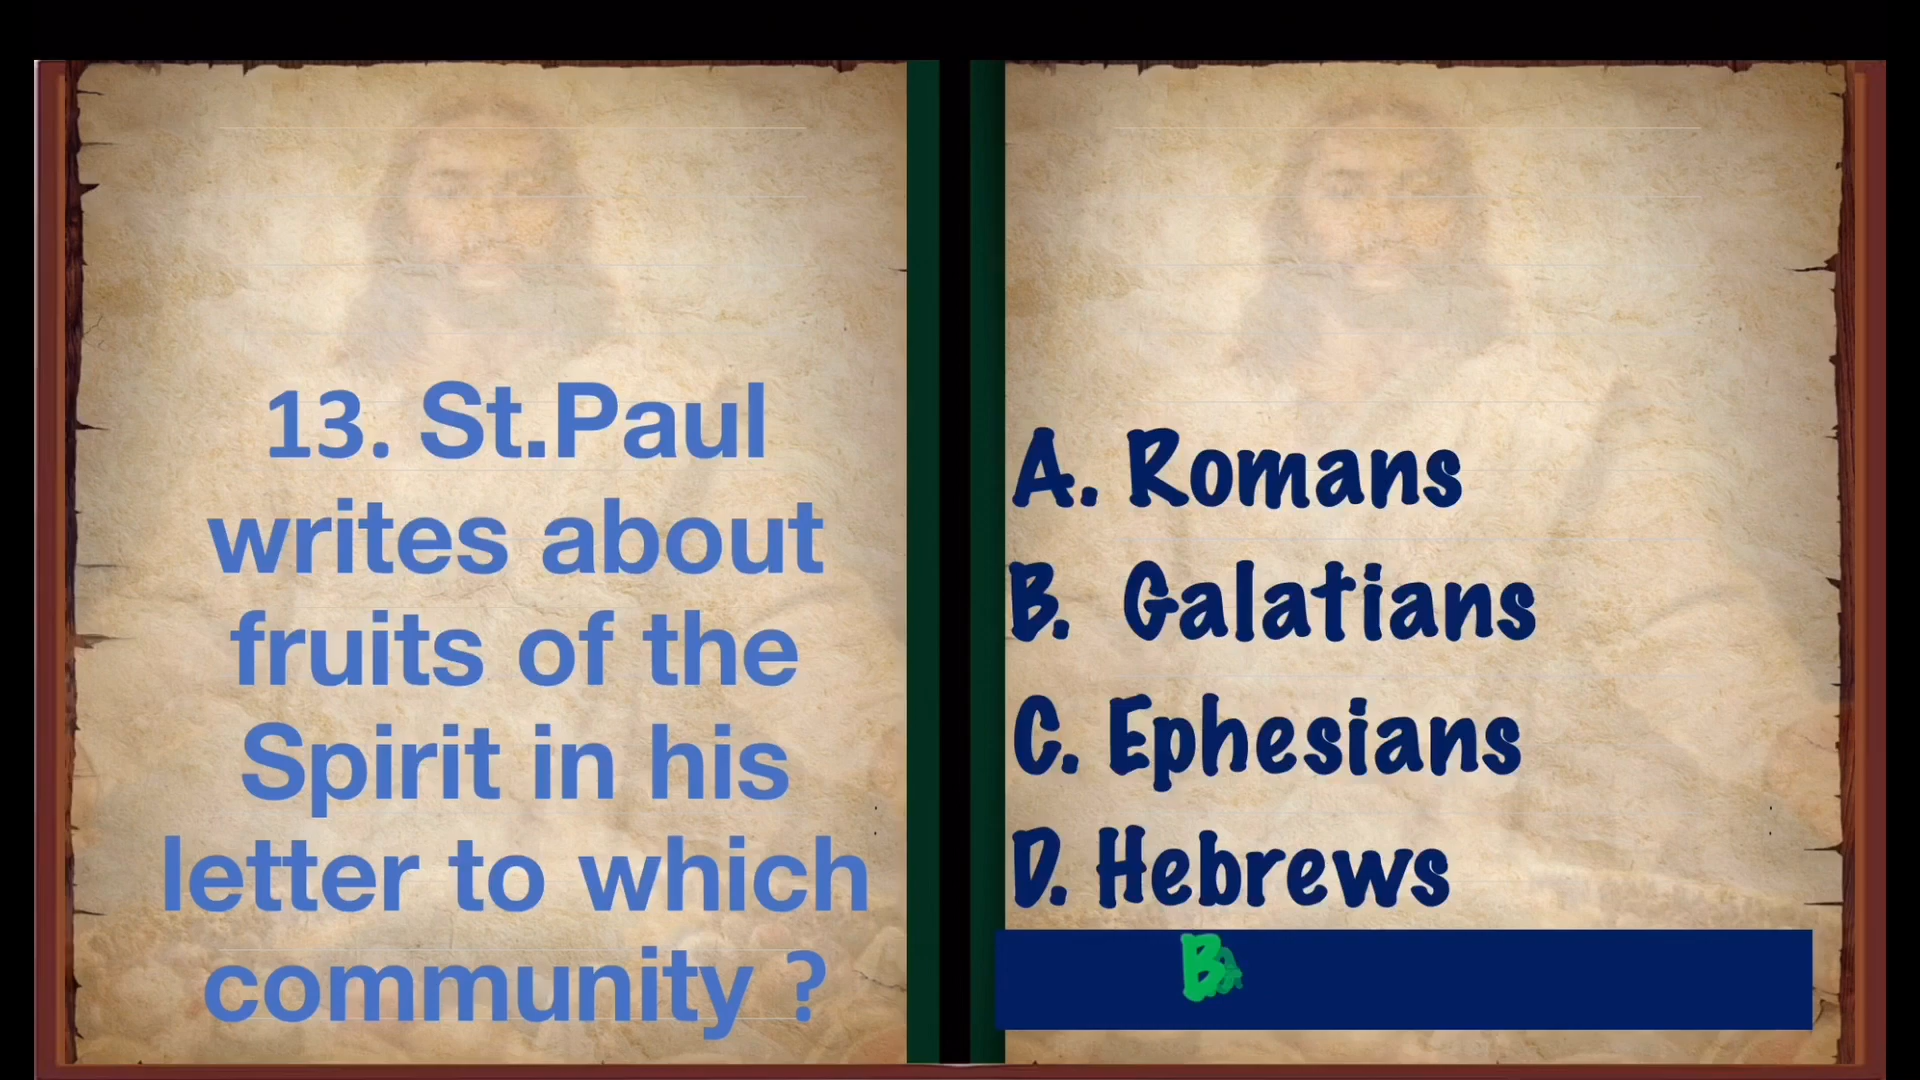 13. St.Paul
writes about
fruits of the
Spirit in his
letter to which
community ?
A. Romans
B. Galatians
C. Ephesians
D. Hebrews
B.